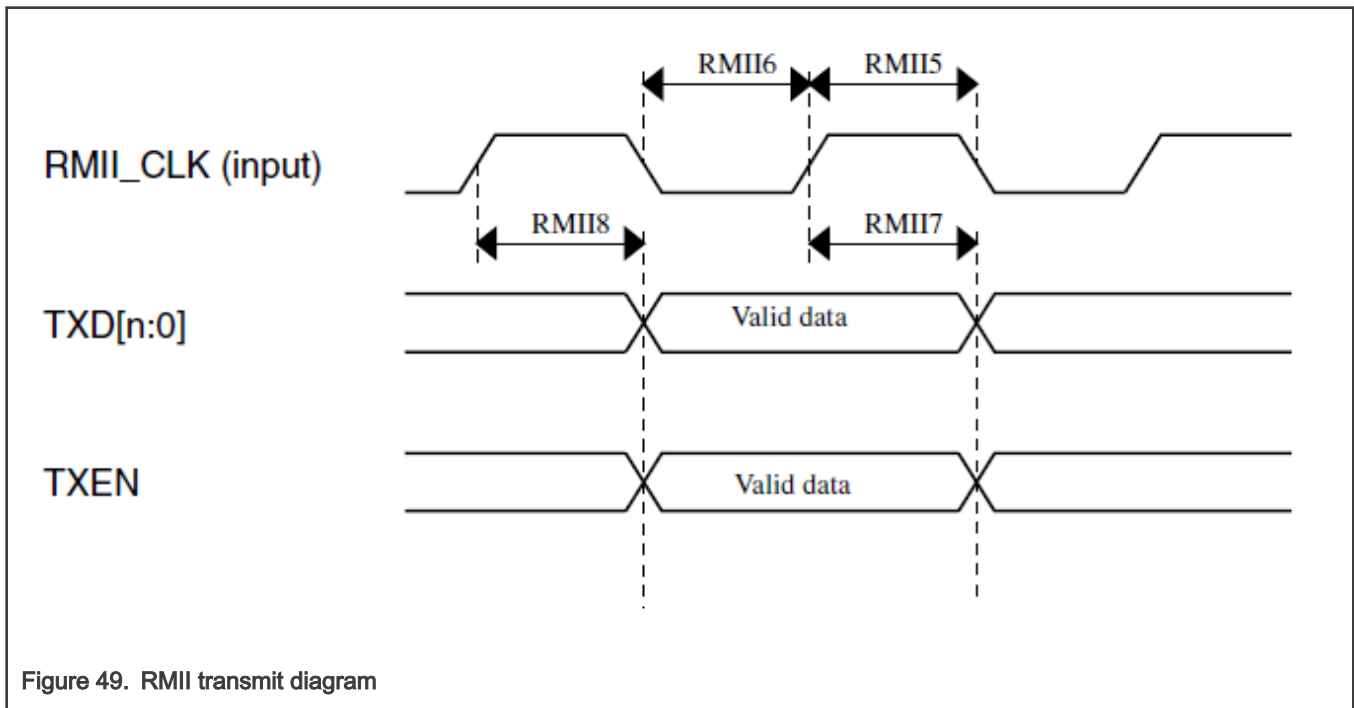 RMII6 RMII5
RMII_CLK (input)
RMII8 RMII7
TXD[n:0] Valid data
TXEN Valid data
Figure 49. RMII transmit diagram